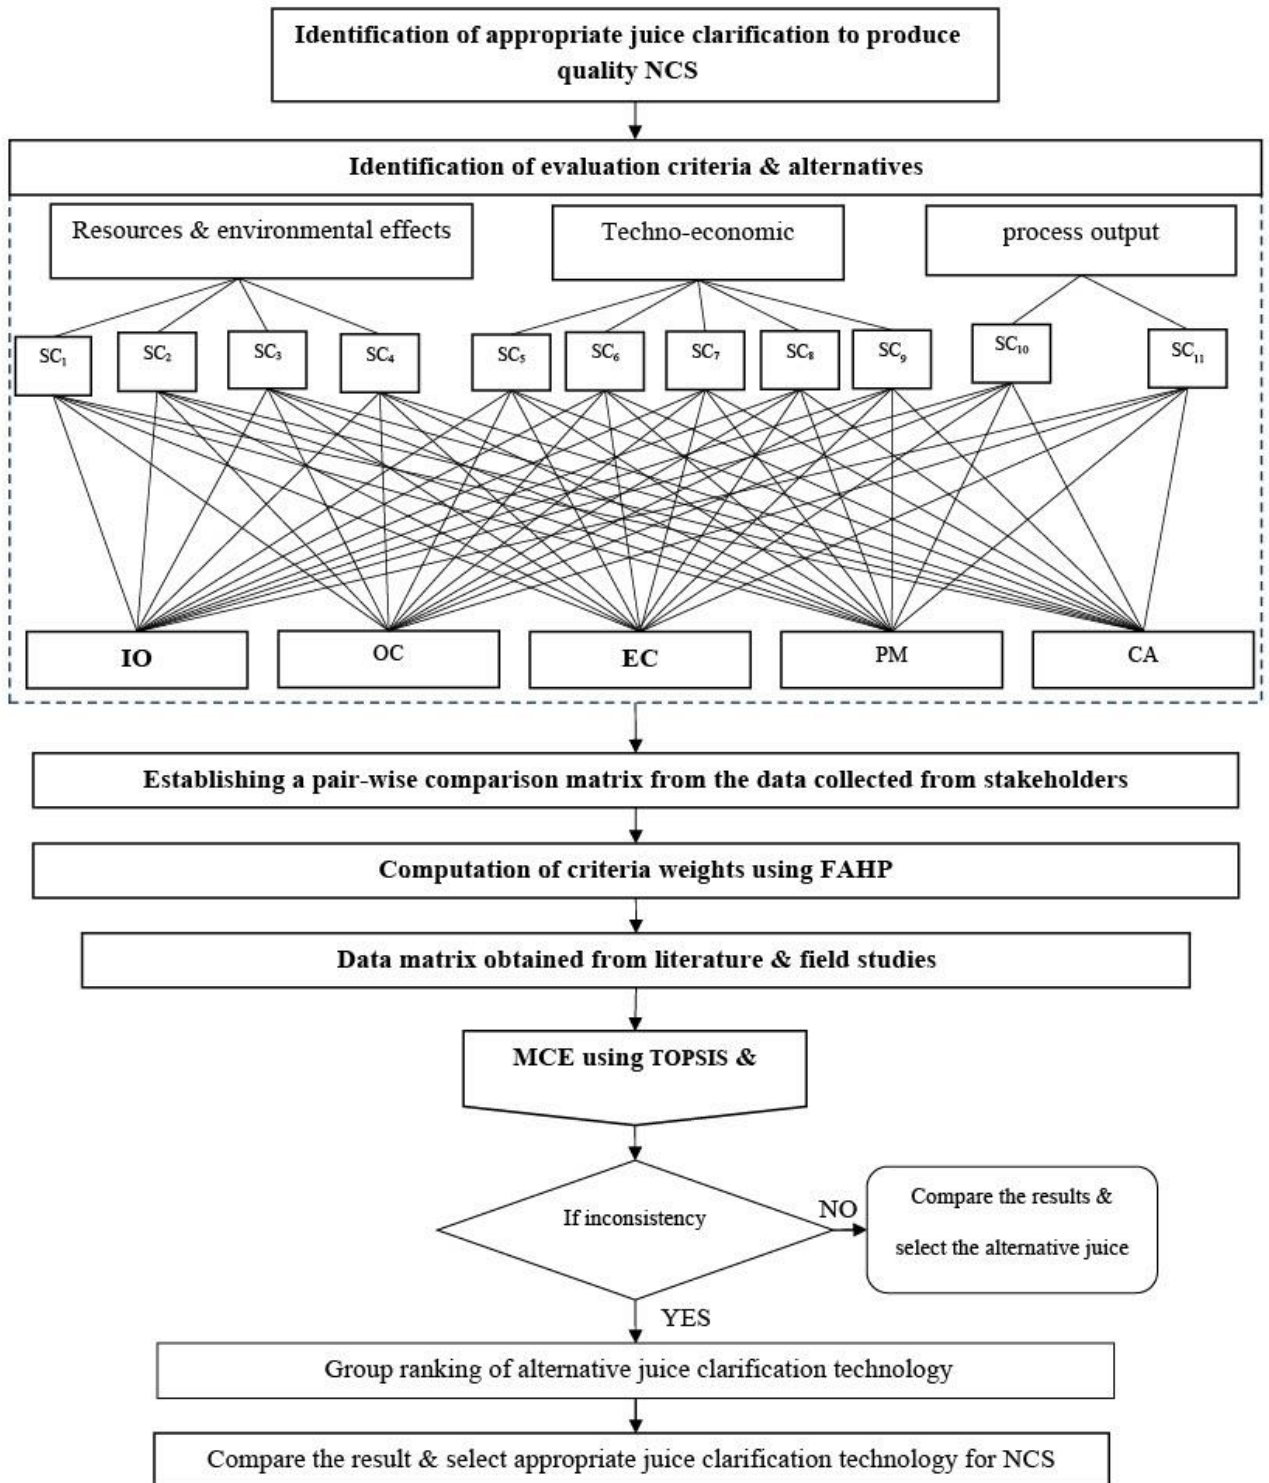 Identification of appropriate juice clarification to produce
quality NCS
Identification of evaluation criteria & alternatives
Resources & environmental effects
Techno-economic
process output
SC₁
SC₂
SC₃
SC₄
SC₅
SC₆
SC₇
SC₈
SC₉
SC₁₀
SC₁₁
IO
OC
EC
PM
CA
Establishing a pair-wise comparison matrix from the data collected from stakeholders
Computation of criteria weights using FAHP
Data matrix obtained from literature & field studies
MCE using TOPSIS &
If inconsistency
NO
Compare the results &
select the alternative juice
YES
Group ranking of alternative juice clarification technology
Compare the result & select appropriate juice clarification technology for NCS